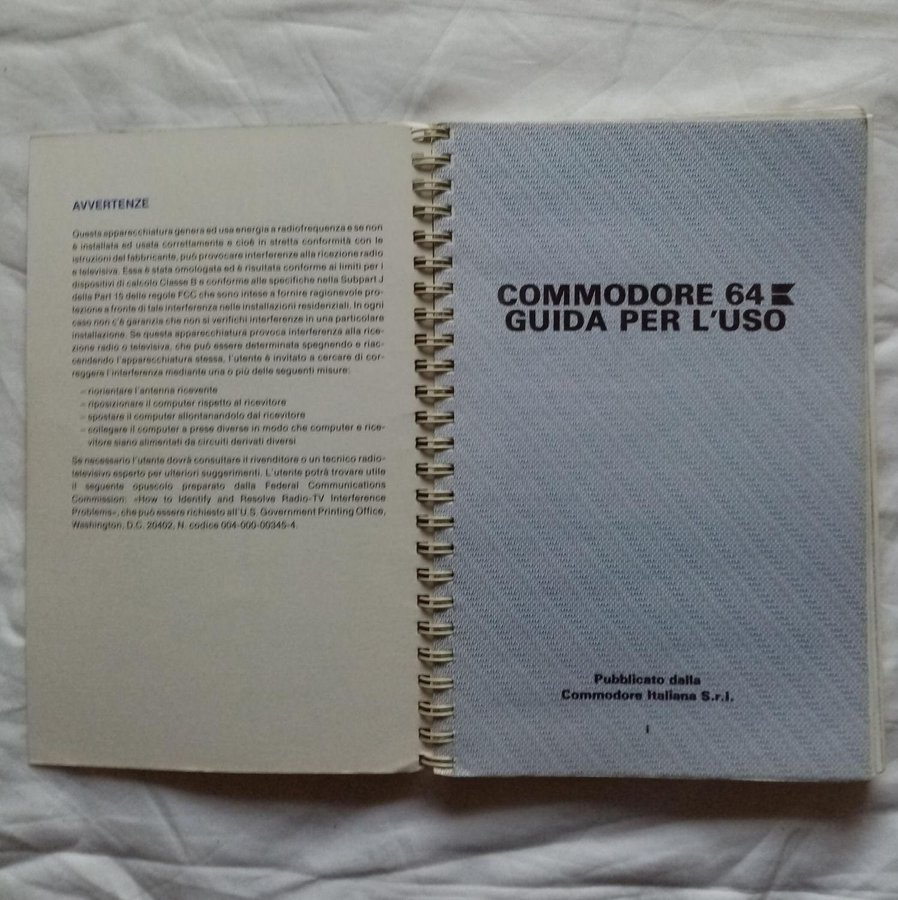 AVVERTENZE
Questa apparecchiatura genera ed usa energia a radiofrequenza e se non
è installata ed usata correttamente e cioè in stretta conformità con le
istruzioni del fabbricante, può provocare interferenze alla ricezione radio
e televisiva. Essa è stata omologata ed è risultata conforme ai limiti per i
dispositivi di calcolo Classe B e conforme alle specifiche nella Subpart J
della Part 15 delle regole FCC che sono intese a fornire ragionevole pro-
tezione a fronte di tale interferenza nelle installazioni residenziali. In ogni
caso non c'è garanzia che non si verifichi interferenze in una particolare
installazione. Se questa apparecchiatura provoca interferenza alla rice-
zione radio o televisiva, che può essere determinata spegnendo e riac-
cendendo l'apparecchiatura stessa, l'utente è invitato a cercare di cor-
reggere l'interferenza mediante una o più delle seguenti misure:
– riorientare l'antenna ricevente
– riposizionare il computer rispetto al ricevitore
– spostare il computer allontanandolo dal ricevitore
– collegare il computer a prese diverse in modo che computer e rice-
vitore siano alimentati da circuiti derivati diversi
Se necessario l'utente dovrà consultare il rivenditore o un tecnico radio-
televisivo esperto per ulteriori suggerimenti. L'utente potrà trovare utile
il seguente opuscolo preparato dalla Federal Communications
Commission: «How to Identify and Resolve Radio-TV Interference
Problems», che può essere richiesto all'U.S. Government Printing Office,
Washington, D.C. 20402, N. codice 004-000-00345-4.
COMMODORE 64
GUIDA PER L'USO
Pubblicato dalla
Commodore Italiana S.r.l.
i